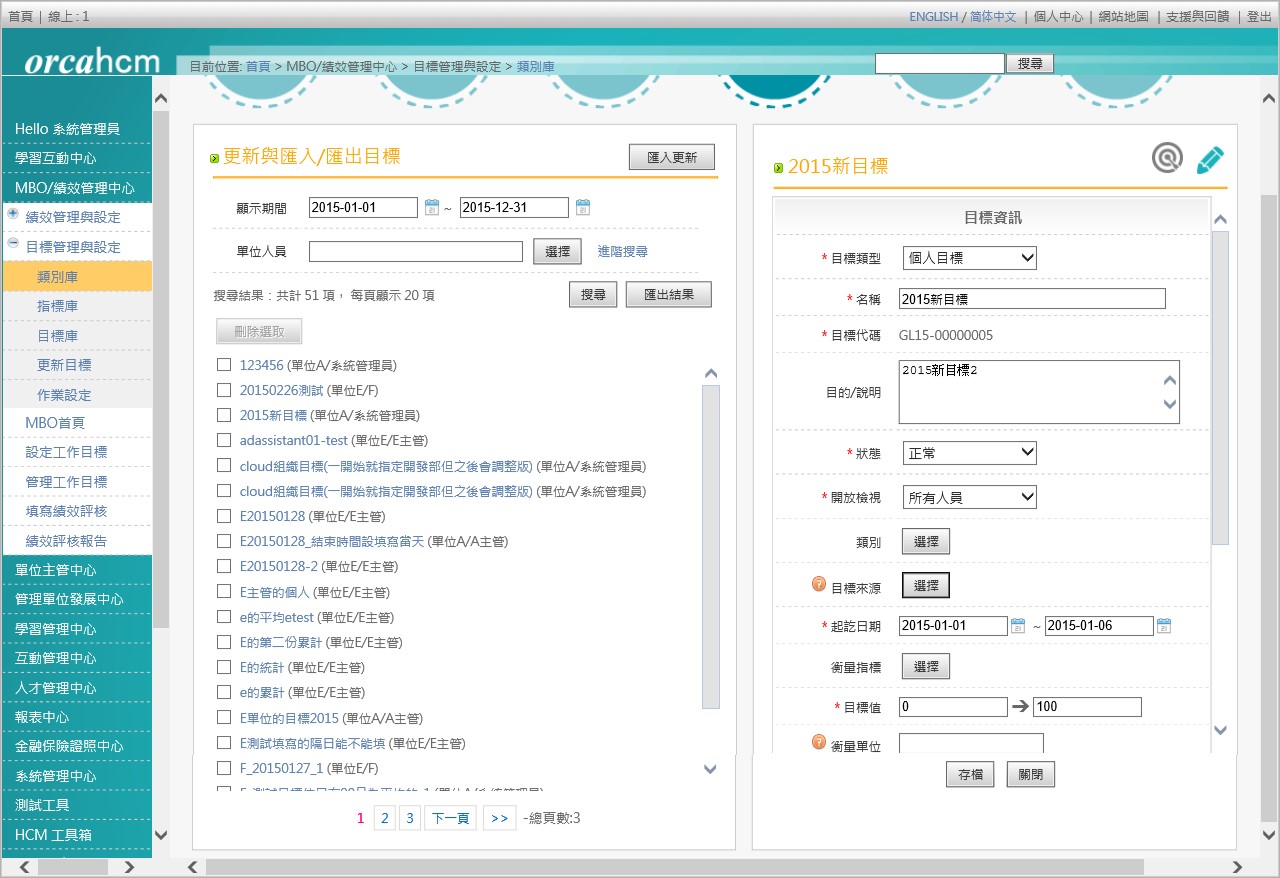 首頁 | 線上 : 1
ENGLISH / 简体中文 | 個人中心 | 網站地圖 | 支援與回饋 | 登出
orcahcm
目前位置: 首頁 > MBO/績效管理中心 > 目標管理與設定 > 類別庫
搜尋
Hello 系統管理員
學習互動中心
MBO/績效管理中心
績效管理與設定
目標管理與設定
類別庫
指標庫
目標庫
更新目標
作業設定
MBO首頁
設定工作目標
管理工作目標
填寫績效評核
績效評核報告
單位主管中心
管理單位發展中心
學習管理中心
互動管理中心
人才管理中心
報表中心
金融保險證照中心
系統管理中心
測試工具
HCM 工具箱
更新與匯入/匯出目標
匯入更新
顯示期間 2015-01-01 ~ 2015-12-31
單位人員 選擇 進階搜尋
搜尋結果：共計 51 項， 每頁顯示 20 項 搜尋 匯出結果
刪除選取
123456 (單位A/系統管理員)
20150226測試 (單位E/F)
2015新目標 (單位A/系統管理員)
adassistant01-test (單位E/E主管)
cloud組織目標(一開始就指定開發部但之後會調整版) (單位A/系統管理員)
cloud組織目標(一開始就指定開發部但之後會調整版) (單位A/系統管理員)
E20150128 (單位E/E主管)
E20150128_結束時間設填寫當天 (單位A/A主管)
E20150128-2 (單位E/E主管)
E主管的個人 (單位E/E主管)
e的平均etest (單位E/E主管)
E的第二份累計 (單位E/E主管)
E的統計 (單位E/E主管)
e的累計 (單位E/E主管)
E單位的目標2015 (單位A/A主管)
E測試填寫的隔日能不能填 (單位E/E主管)
F_20150127_1 (單位E/F)
1 2 3 下一頁 >> -總頁數:3
2015新目標
目標資訊
* 目標類型 個人目標
* 名稱 2015新目標
* 目標代碼 GL15-00000005
目的/說明 2015新目標2
* 狀態 正常
* 開放檢視 所有人員
類別 選擇
目標來源 選擇
* 起訖日期 2015-01-01 ~ 2015-01-06
衡量指標 選擇
* 目標值 0 100
衡量單位
存檔 關閉